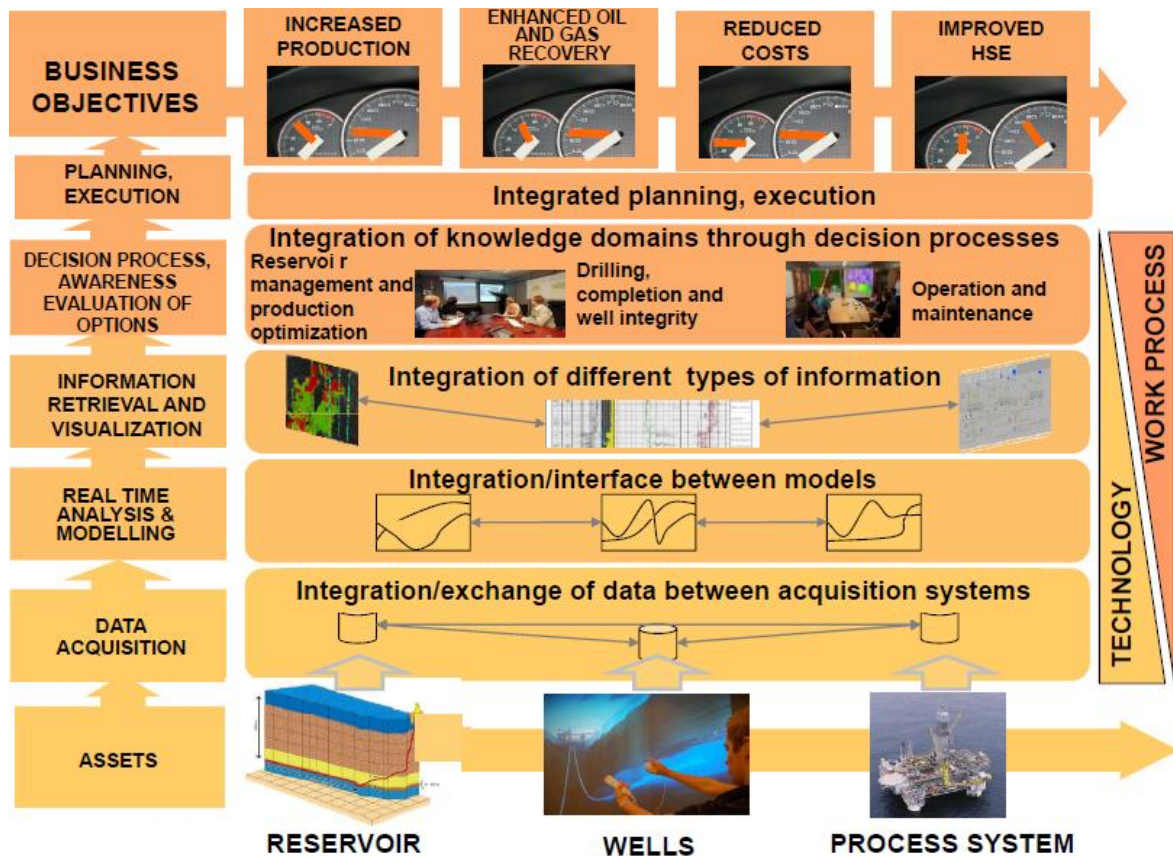 BUSINESS
OBJECTIVES
INCREASED
PRODUCTION
ENHANCED OIL
AND GAS
RECOVERY
REDUCED
COSTS
IMPROVED
HSE
PLANNING,
EXECUTION
Integrated planning, execution
DECISION PROCESS,
AWARENESS
EVALUATION OF
OPTIONS
Integration of knowledge domains through decision processes
Reservoi r
management and
production
optimization
Drilling,
completion and
well integrity
Operation and
maintenance
INFORMATION
RETRIEVAL AND
VISUALIZATION
Integration of different types of information
REAL TIME
ANALYSIS &
MODELLING
Integration/interface between models
DATA
ACQUISITION
Integration/exchange of data between acquisition systems
TECHNOLOGY
WORK PROCESS
ASSETS
RESERVOIR
WELLS
PROCESS SYSTEM